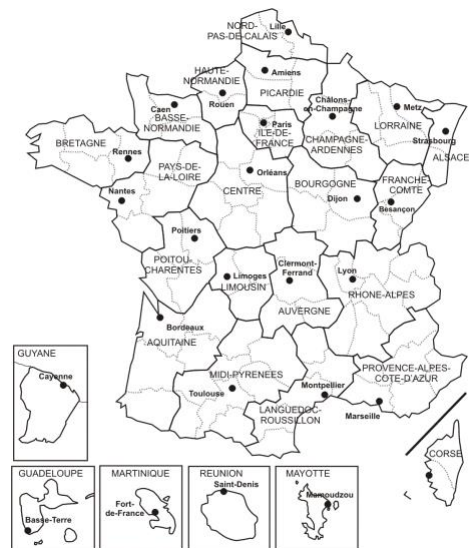 NORD-
PAS-DE-CALAIS
Lille
HAUTE-
NORMANDIE
Amiens
PICARDIE
Rouen
Caen
BASSE-
NORMANDIE
Châlons-
en-Champagne
CHAMPAGNE-
ARDENNES
Metz
LORRAINE
Strasbourg
ALSACE
Paris
ILE-DE-
FRANCE
BRETAGNE
Rennes
PAYS-DE-
LA-LOIRE
Nantes
Orléans
CENTRE
BOURGOGNE
Dijon
FRANCHE-
COMTE
Besançon
Poitiers
POITOU-
CHARENTES
Limoges
LIMOUSIN
Clermont-
Ferrand
AUVERGNE
Lyon
RHONE-ALPES
Bordeaux
AQUITAINE
MIDI-PYRENEES
Toulouse
Montpellier
LANGUEDOC-
ROUSSILLON
PROVENCE-ALPES-
COTE-D'AZUR
Marseille
CORSE
GUYANE
Cayenne
GUADELOUPE
Basse-Terre
MARTINIQUE
Fort-
de-France
REUNION
Saint-Denis
MAYOTTE
Mamoudzou